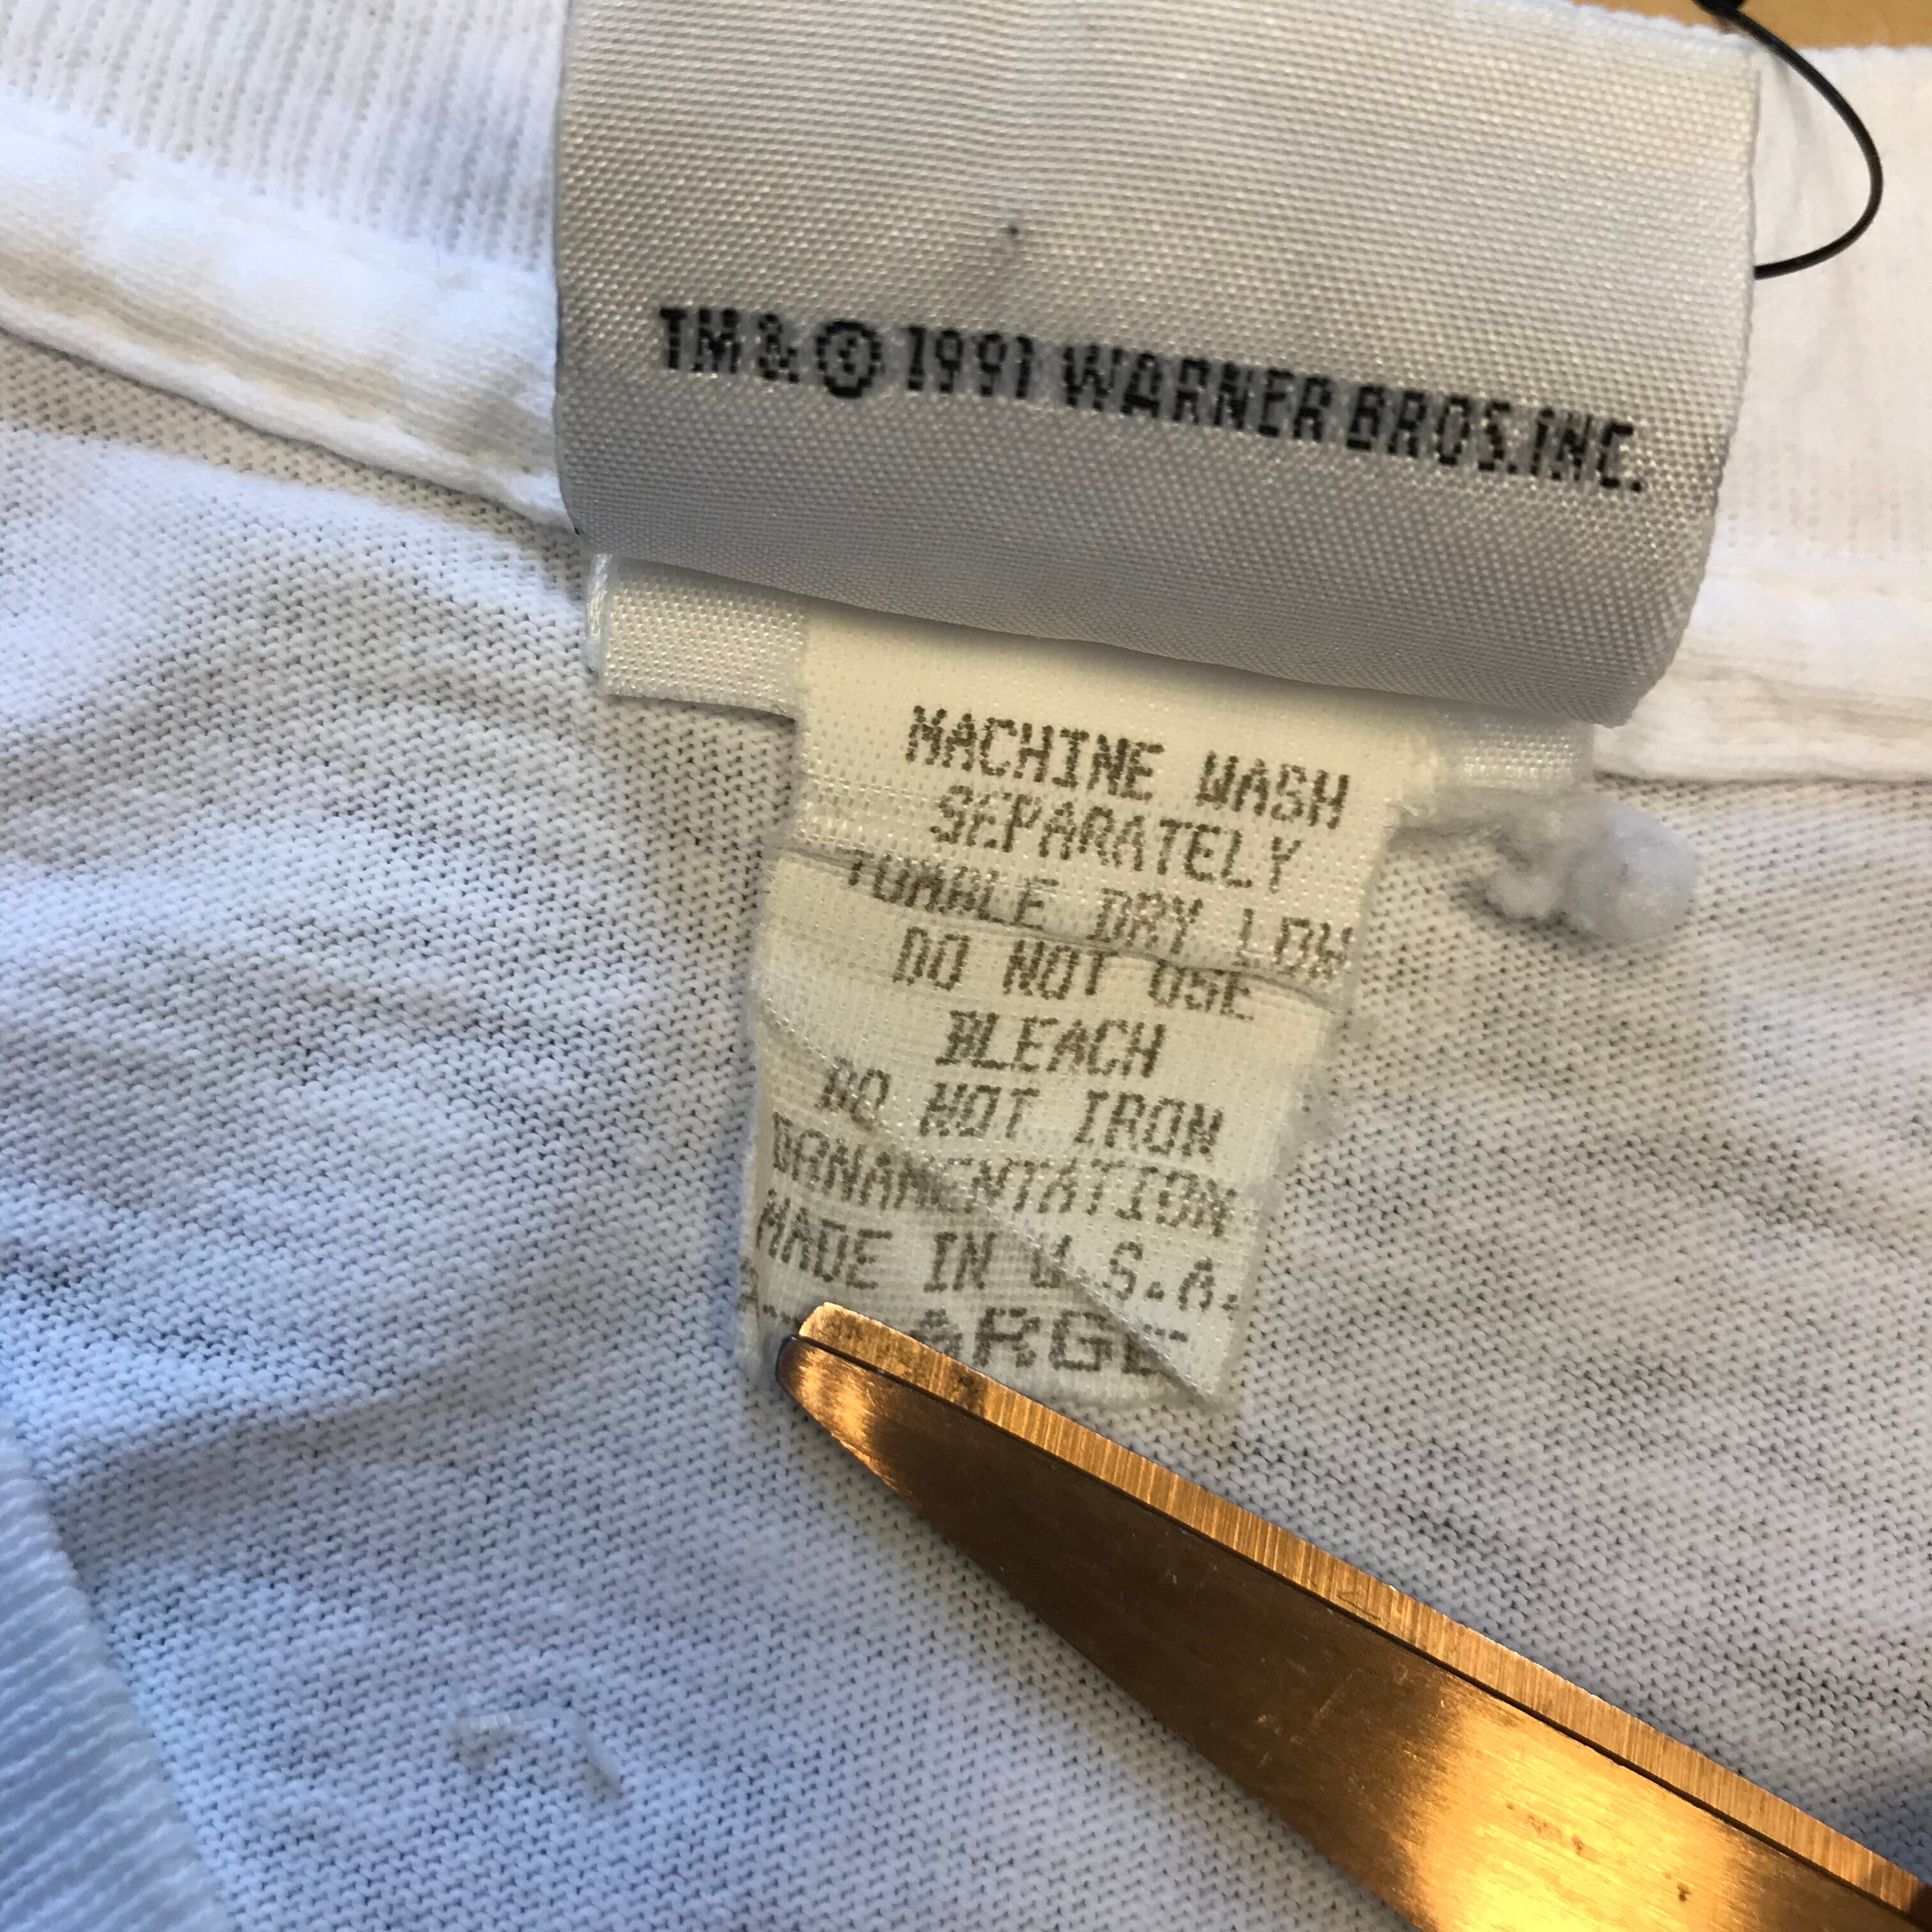 TM & © 1991 WARNER BROS. INC.
MACHINE WASH
SEPARATELY
TUMBLE DRY LOW
DO NOT USE
BLEACH
DO NOT IRON
ORNAMENTATION
MADE IN U.S.A.
ARGE